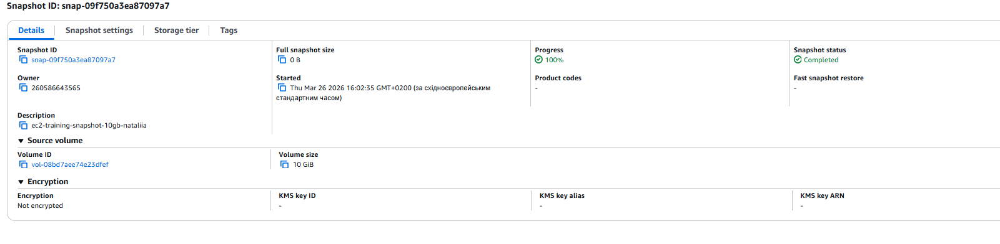 Snapshot ID: snap-09f750a3ea87097a7
Details
Snapshot settings
Storage tier
Tags
Snapshot ID
snap-09f750a3ea87097a7
Full snapshot size
0 B
Progress
100%
Snapshot status
Completed
Owner
260586643565
Started
Thu Mar 26 2026 16:02:35 GMT+0200 (за східноєвропейським
стандартним часом)
Product codes
-
Fast snapshot restore
-
Description
ec2-training-snapshot-10gb-nataliia
Source volume
Volume ID
vol-08bd7aee74e23dfef
Volume size
10 GiB
Encryption
Encryption
Not encrypted
KMS key ID
-
KMS key alias
-
KMS key ARN
-